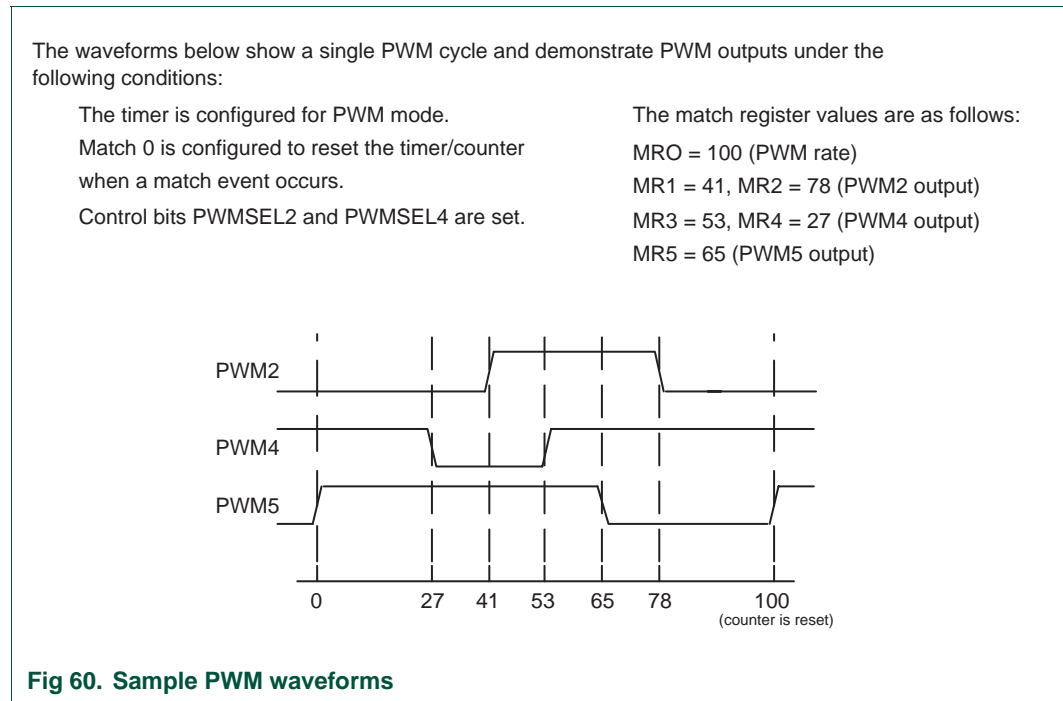 The waveforms below show a single PWM cycle and demonstrate PWM outputs under the
following conditions:
The timer is configured for PWM mode.
Match 0 is configured to reset the timer/counter
when a match event occurs.
Control bits PWMSEL2 and PWMSEL4 are set.
The match register values are as follows:
MRO = 100 (PWM rate)
MR1 = 41, MR2 = 78 (PWM2 output)
MR3 = 53, MR4 = 27 (PWM4 output)
MR5 = 65 (PWM5 output)
PWM2
PWM4
PWM5
0 27 41 53 65 78 100
(counter is reset)
Fig 60. Sample PWM waveforms